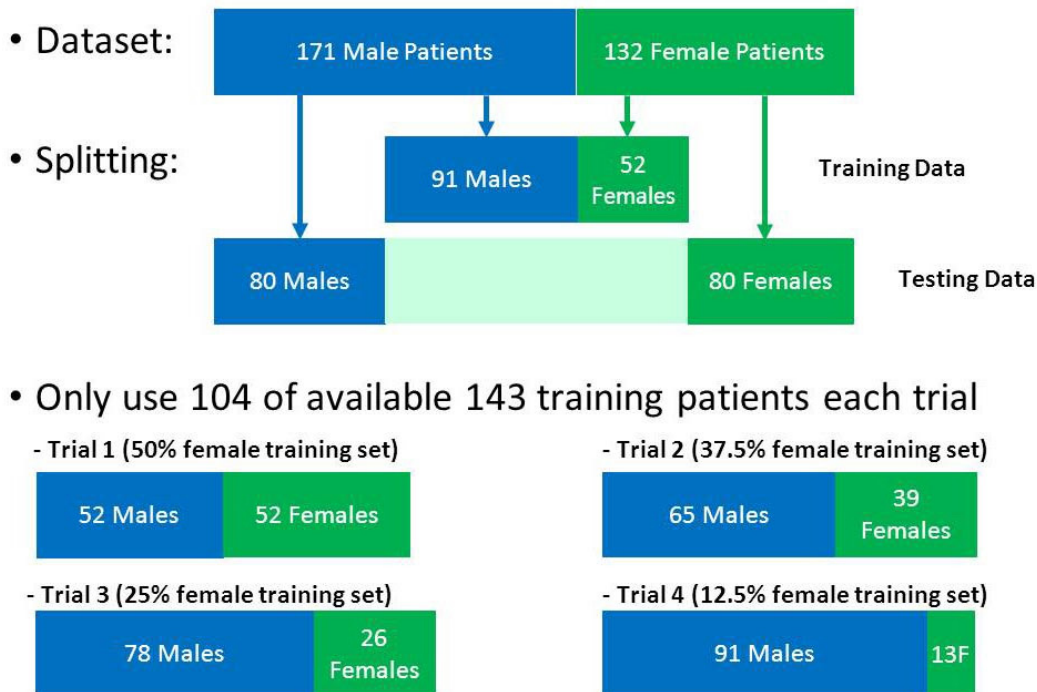 • Dataset:
171 Male Patients
132 Female Patients
• Splitting:
91 Males
52
Females
Training Data
80 Males
80 Females
Testing Data
• Only use 104 of available 143 training patients each trial
- Trial 1 (50% female training set)
52 Males
52 Females
- Trial 2 (37.5% female training set)
65 Males
39
Females
- Trial 3 (25% female training set)
78 Males
26
Females
- Trial 4 (12.5% female training set)
91 Males
13F